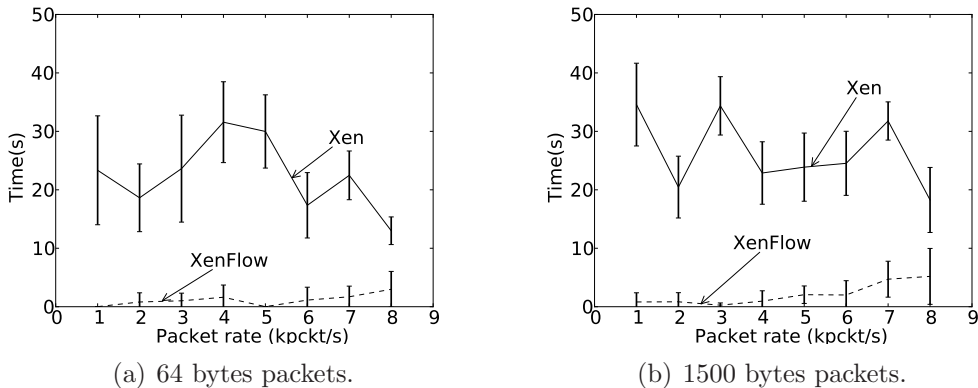 50
40
30
20
10
0
Time(s)
Xen
XenFlow
0 1 2 3 4 5 6 7 8 9
Packet rate (kpckt/s)
(a) 64 bytes packets.
50
40
30
20
10
0
Time(s)
Xen
XenFlow
0 1 2 3 4 5 6 7 8 9
Packet rate (kpckt/s)
(b) 1500 bytes packets.